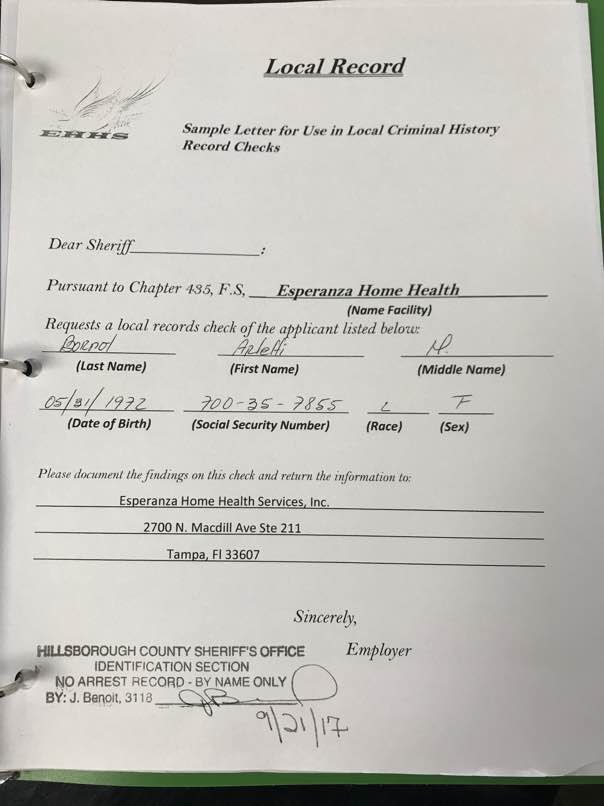 Local Record
EHHS
Sample Letter for Use in Local Criminal History
Record Checks
Dear Sheriff :
Pursuant to Chapter 435, F.S, Esperanza Home Health
(Name Facility)
Requests a local records check of the applicant listed below:
M.
(Last Name) (First Name) (Middle Name)
05/31/1972 700-35-7855 L F
(Date of Birth) (Social Security Number) (Race) (Sex)
Please document the findings on this check and return the information to:
Esperanza Home Health Services, Inc.
2700 N. Macdill Ave Ste 211
Tampa, Fl 33607
Sincerely,
Employer
HILLSBOROUGH COUNTY SHERIFF'S OFFICE
IDENTIFICATION SECTION
NO ARREST RECORD - BY NAME ONLY
BY: J. Benoit, 3118
9/21/17